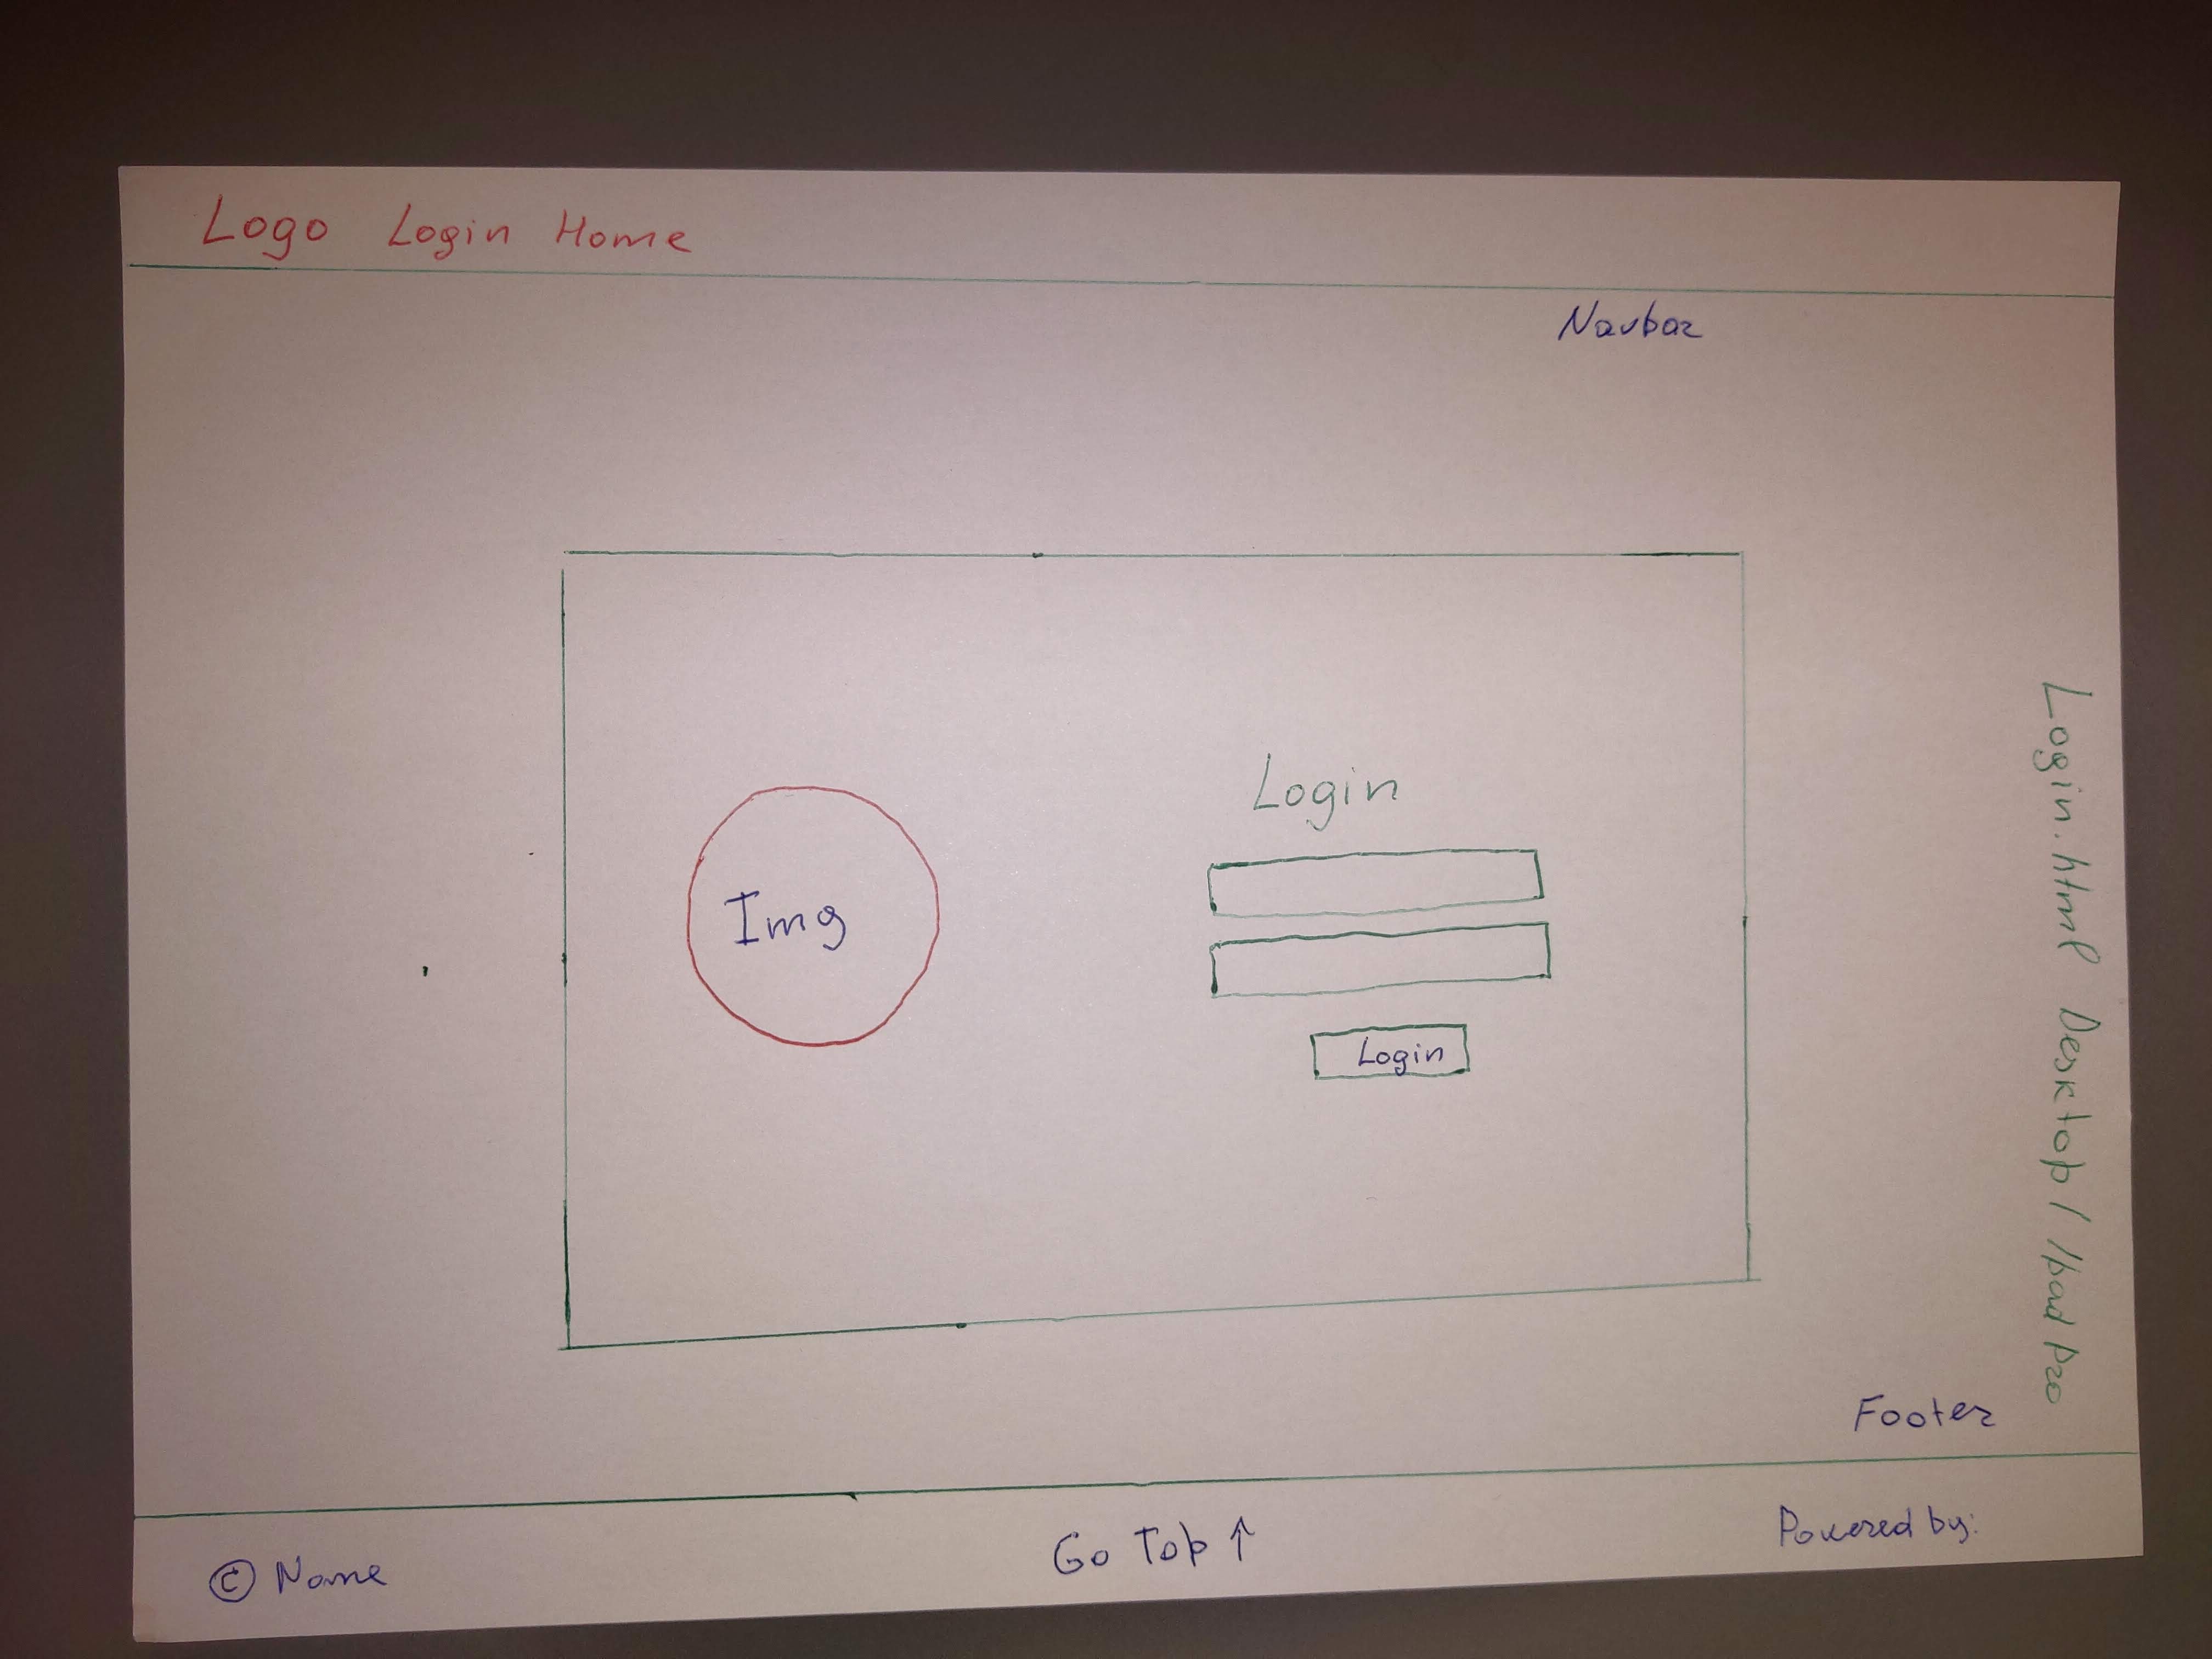 Logo Login Home
Navbar
Login
Img
Login
Login.html Desktop / Ipad Pro
Footer
© Name
Go Top ↑
Powered by: